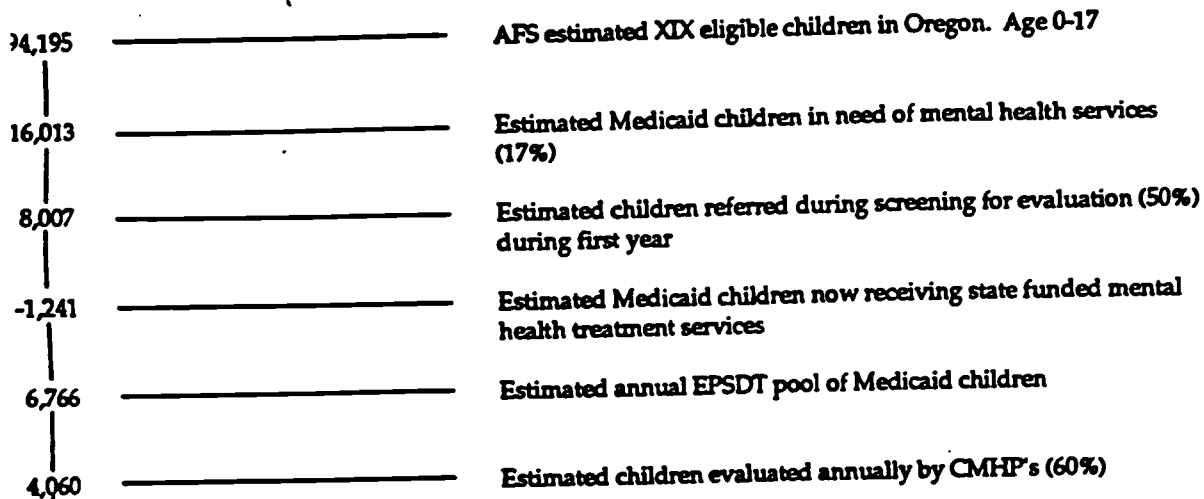 94,195 AFS estimated XIX eligible children in Oregon. Age 0-17
16,013 Estimated Medicaid children in need of mental health services
(17%)
8,007 Estimated children referred during screening for evaluation (50%)
during first year
-1,241 Estimated Medicaid children now receiving state funded mental
health treatment services
6,766 Estimated annual EPSDT pool of Medicaid children
4,060 Estimated children evaluated annually by CMHP's (60%)